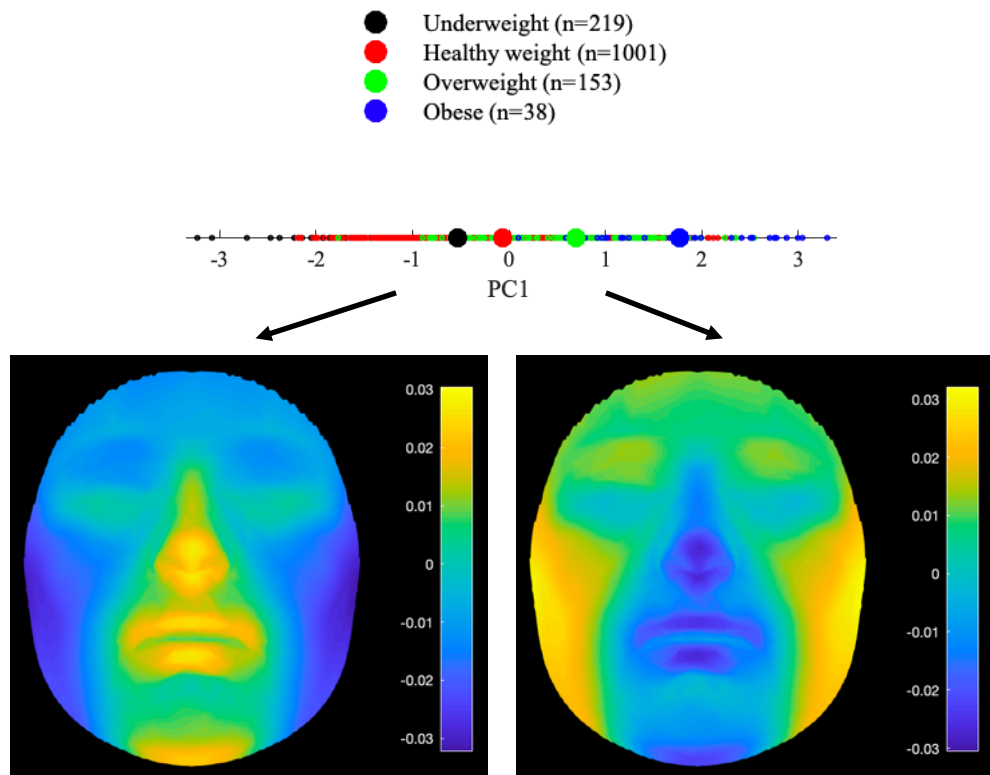 Underweight (n=219)
Healthy weight (n=1001)
Overweight (n=153)
Obese (n=38)
-3 -2 -1 0 1 2 3
PC1
0.03
0.02
0.01
0
-0.01
-0.02
-0.03
0.03
0.02
0.01
0
-0.01
-0.02
-0.03